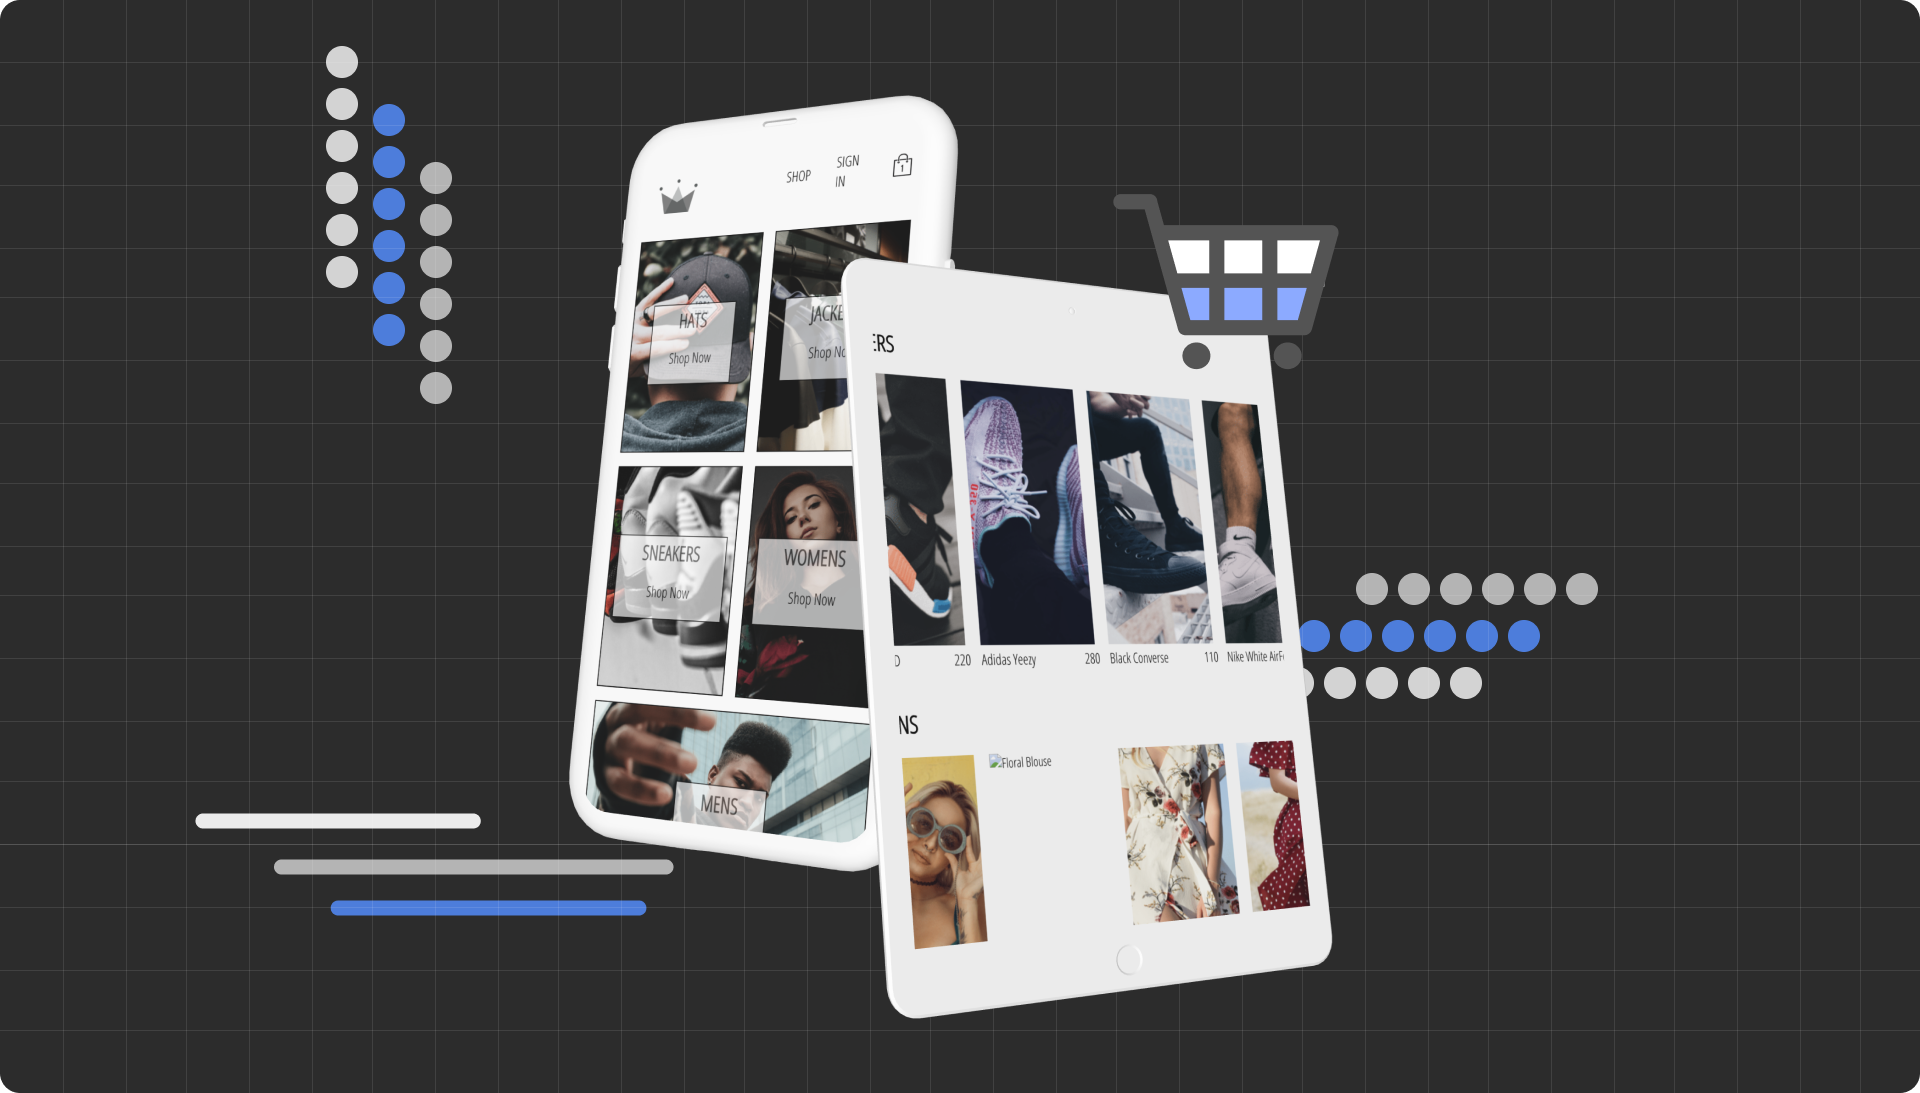 SHOP
SIGN
IN
1
HATS
Shop Now
JACKE
Shop No
SNEAKERS
Shop Now
WOMENS
Shop Now
MENS
ERS
D 220
Adidas Yeezy 280
Black Converse 110
Nike White AirF
NS
Floral Blouse